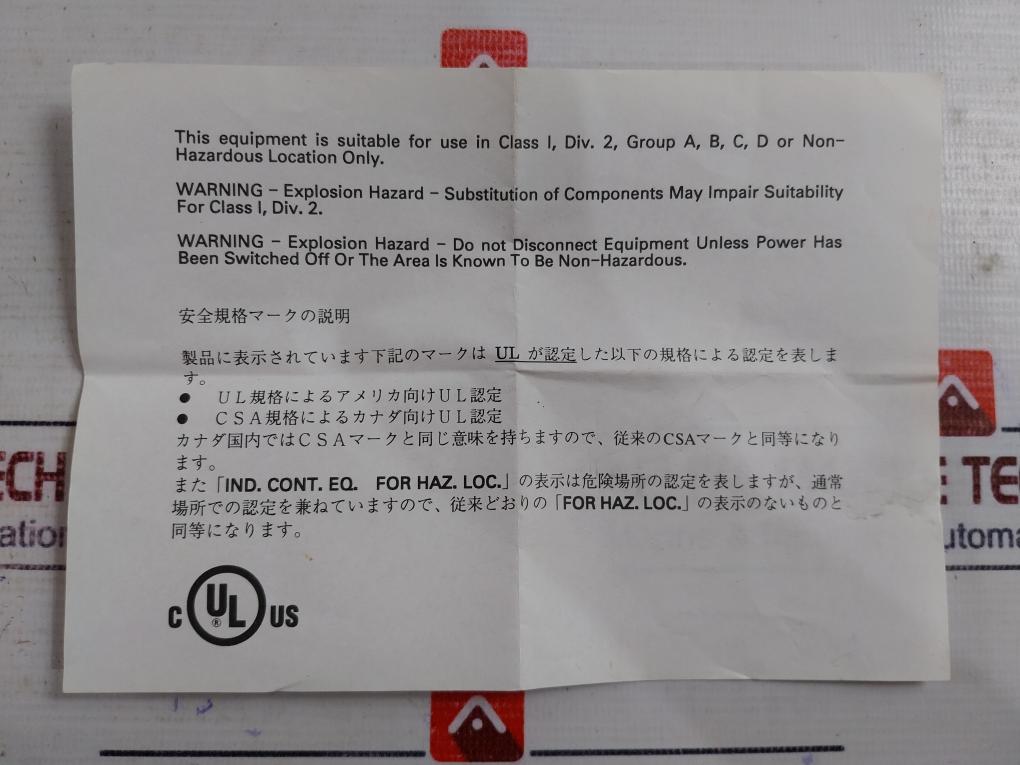 This equipment is suitable for use in Class I, Div. 2, Group A, B, C, D or Non-
Hazardous Location Only.
WARNING – Explosion Hazard – Substitution of Components May Impair Suitability
For Class I, Div. 2.
WARNING – Explosion Hazard – Do not Disconnect Equipment Unless Power Has
Been Switched Off Or The Area Is Known To Be Non-Hazardous.
安全規格マークの説明
製品に表示されています下記のマークは UL が認定した以下の規格による認定を表しま
す。
● UL規格によるアメリカ向けUL認定
● CSA規格によるカナダ向けUL認定
カナダ国内ではCSAマークと同じ意味を持ちますので、従来のCSAマークと同等になり
ます。
また「IND. CONT. EQ. FOR HAZ. LOC.」の表示は危険場所の認定を表しますが、通常
場所での認定を兼ねていますので、従来どおりの「FOR HAZ. LOC.」の表示のないものと
同等になります。
C UL ® US
ECH
ation
E TE
utoma